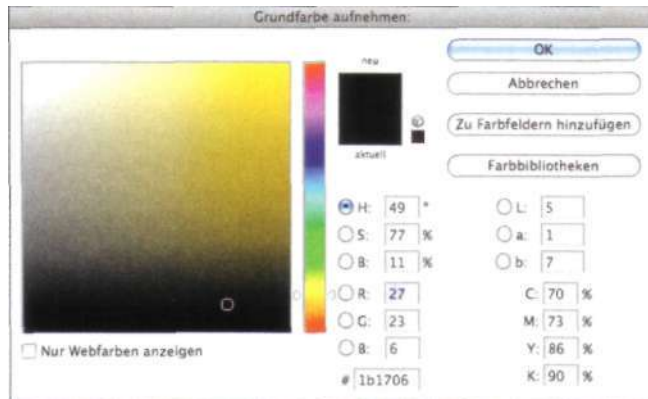 Grundfarbe aufnehmen:
neu
aktuell
OK
Abbrechen
Zu Farbfeldern hinzufügen
Farbbibliotheken
H: 49 °
S: 77 %
B: 11 %
R: 27
G: 23
B: 6
# 1b1706
L: 5
a: 1
b: 7
C: 70 %
M: 73 %
Y: 86 %
K: 90 %
Nur Webfarben anzeigen